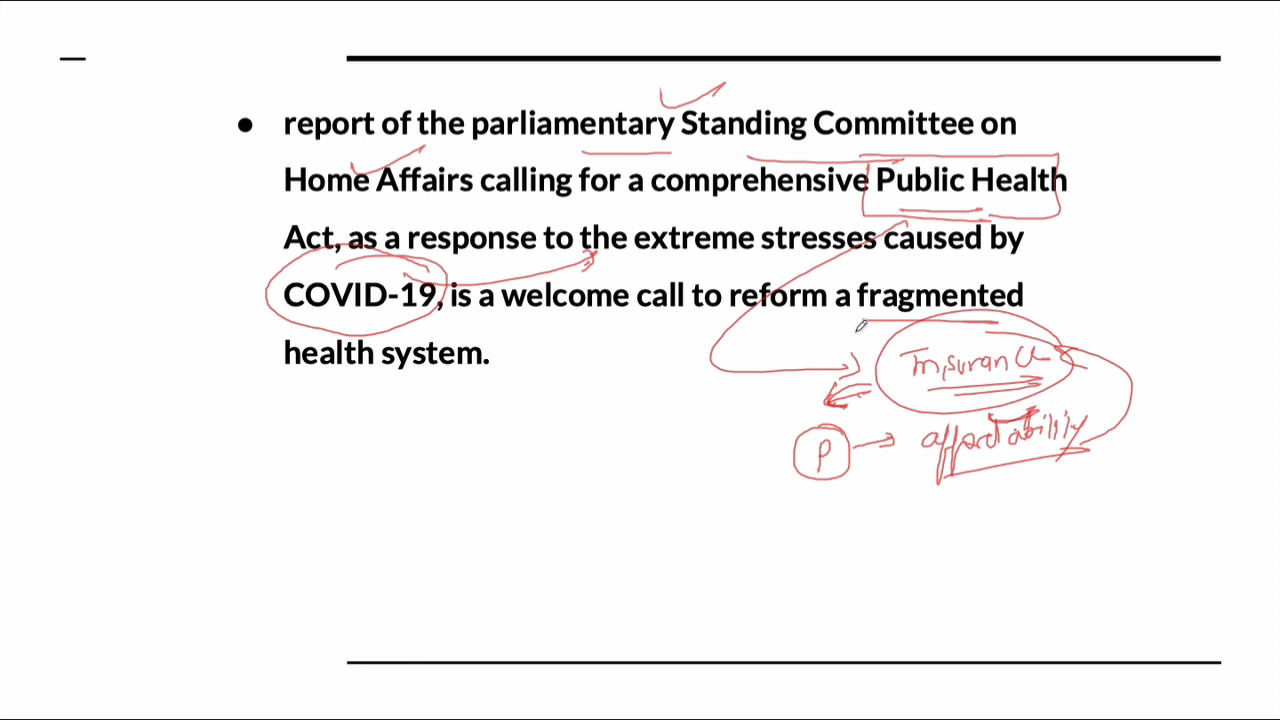 ● report of the parliamentary Standing Committee on
Home Affairs calling for a comprehensive Public Health
Act, as a response to the extreme stresses caused by
COVID-19, is a welcome call to reform a fragmented
health system.
Insurance
P → affordability